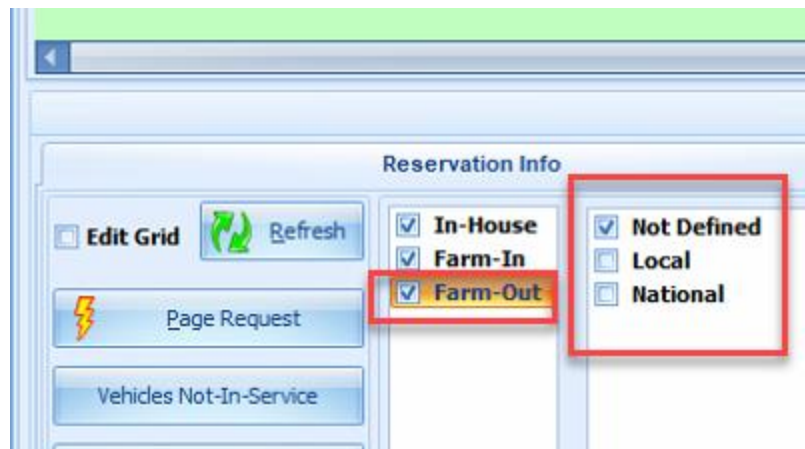 Reservation Info
Edit Grid
Refresh
Page Request
Vehicles Not-In-Service
In-House
Farm-In
Farm-Out
Not Defined
Local
National